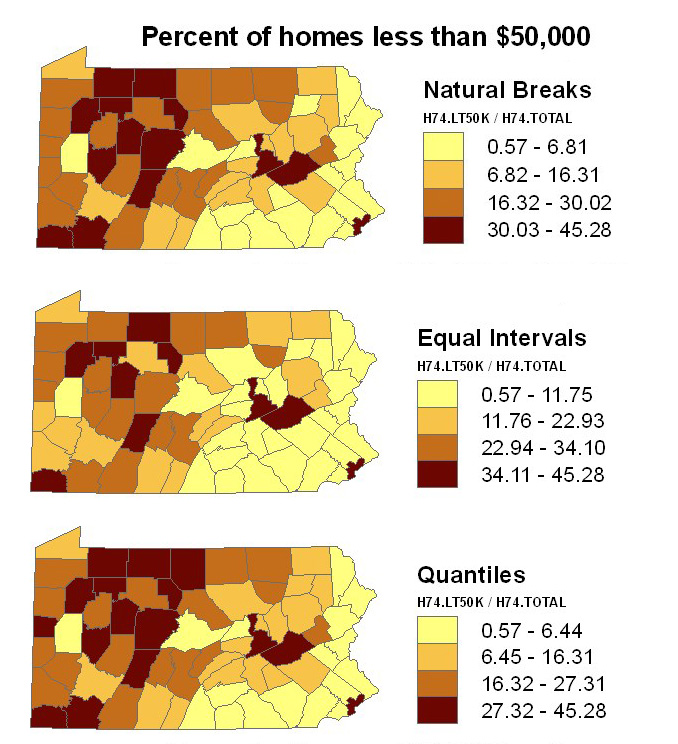 Percent of homes less than $50,000
Natural Breaks
H74.LT50K / H74.TOTAL
0.57 - 6.81
6.82 - 16.31
16.32 - 30.02
30.03 - 45.28
Equal Intervals
H74.LT50K / H74.TOTAL
0.57 - 11.75
11.76 - 22.93
22.94 - 34.10
34.11 - 45.28
Quantiles
H74.LT50K / H74.TOTAL
0.57 - 6.44
6.45 - 16.31
16.32 - 27.31
27.32 - 45.28